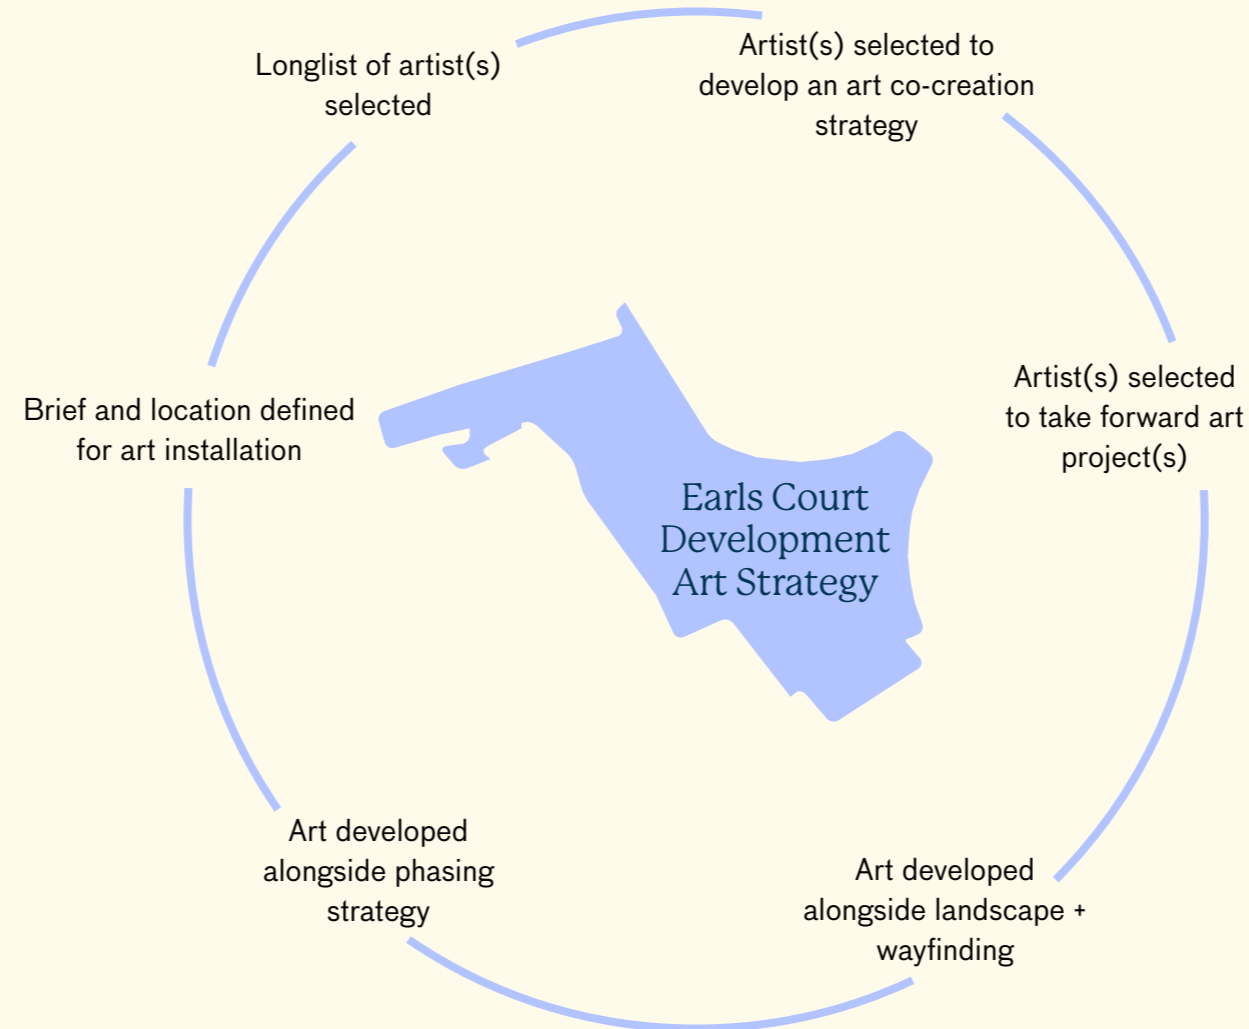 Longlist of artist(s)
selected
Artist(s) selected to
develop an art co-creation
strategy
Artist(s) selected
to take forward art
project(s)
Art developed
alongside landscape +
wayfinding
Art developed
alongside phasing
strategy
Brief and location defined
for art installation
Earls Court
Development
Art Strategy